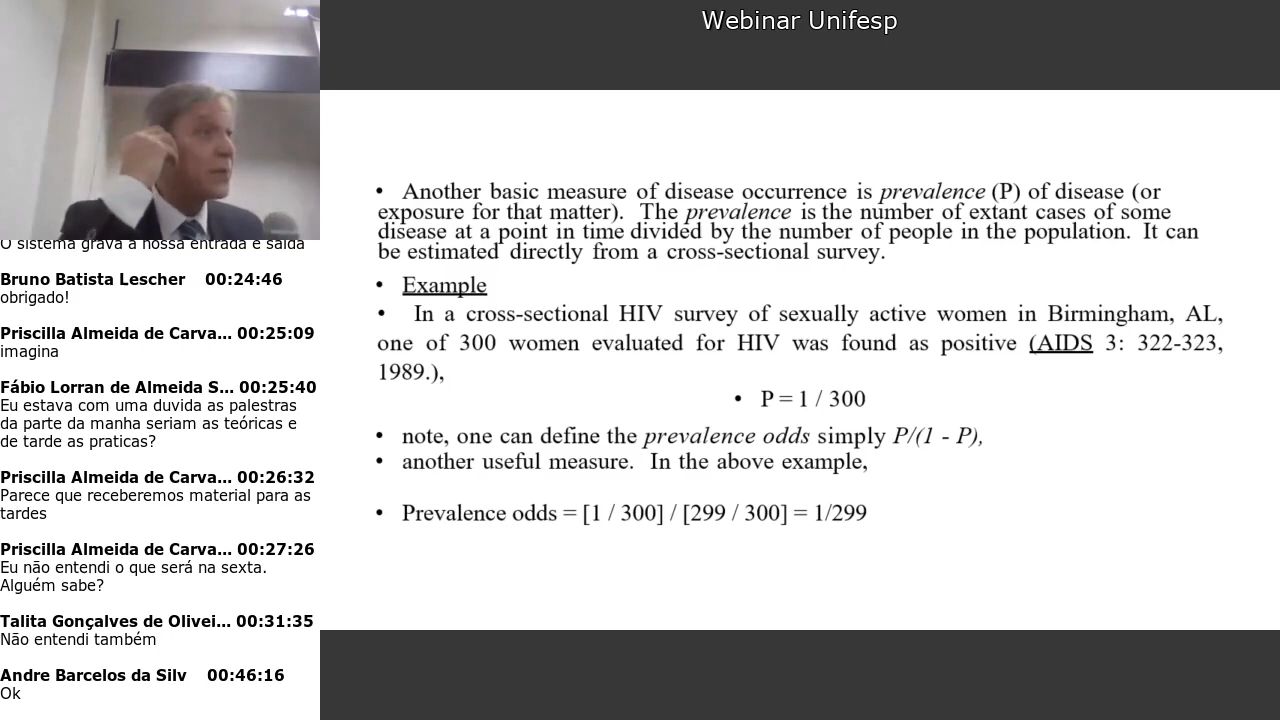 Webinar Unifesp
O sistema grava a nossa entrada e saída
Bruno Batista Lescher 00:24:46
obrigado!
Priscilla Almeida de Carva... 00:25:09
imagina
Fábio Lorran de Almeida S... 00:25:40
Eu estava com uma duvida as palestras
da parte da manha seriam as teóricas e
de tarde as praticas?
Priscilla Almeida de Carva... 00:26:32
Parece que receberemos material para as
tardes
Priscilla Almeida de Carva... 00:27:26
Eu não entendi o que será na sexta.
Alguém sabe?
Talita Gonçalves de Olivei... 00:31:35
Não entendi também
Andre Barcelos da Silv 00:46:16
Ok
• Another basic measure of disease occurrence is prevalence (P) of disease (or
exposure for that matter). The prevalence is the number of extant cases of some
disease at a point in time divided by the number of people in the population. It can
be estimated directly from a cross-sectional survey.
• Example
• In a cross-sectional HIV survey of sexually active women in Birmingham, AL,
one of 300 women evaluated for HIV was found as positive (AIDS 3: 322-323,
1989.),
• P = 1 / 300
• note, one can define the prevalence odds simply P/(1 - P),
• another useful measure. In the above example,
• Prevalence odds = [1 / 300] / [299 / 300] = 1/299